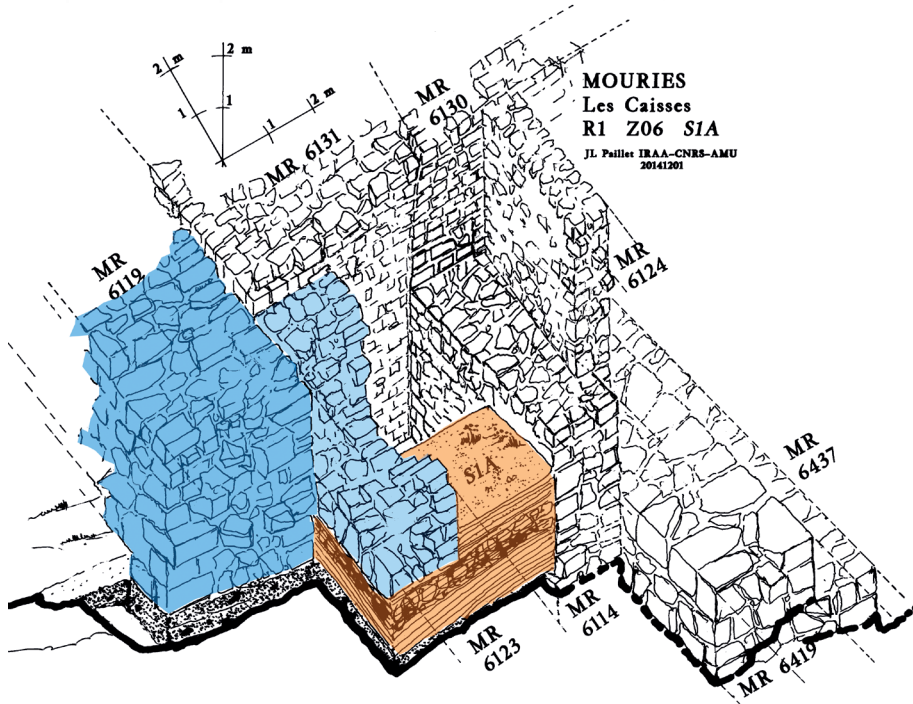 MOURIES
Les Caisses
R1 Z06 S1A
JL Paillet IRAA-CNRS-AMU
20141201
2 m
2 m
1
1
1
2 m
MR
6130
MR 6131
MR
6119
MR
6124
MR
6437
S1A
MR
6123
MR
6114
MR 6419